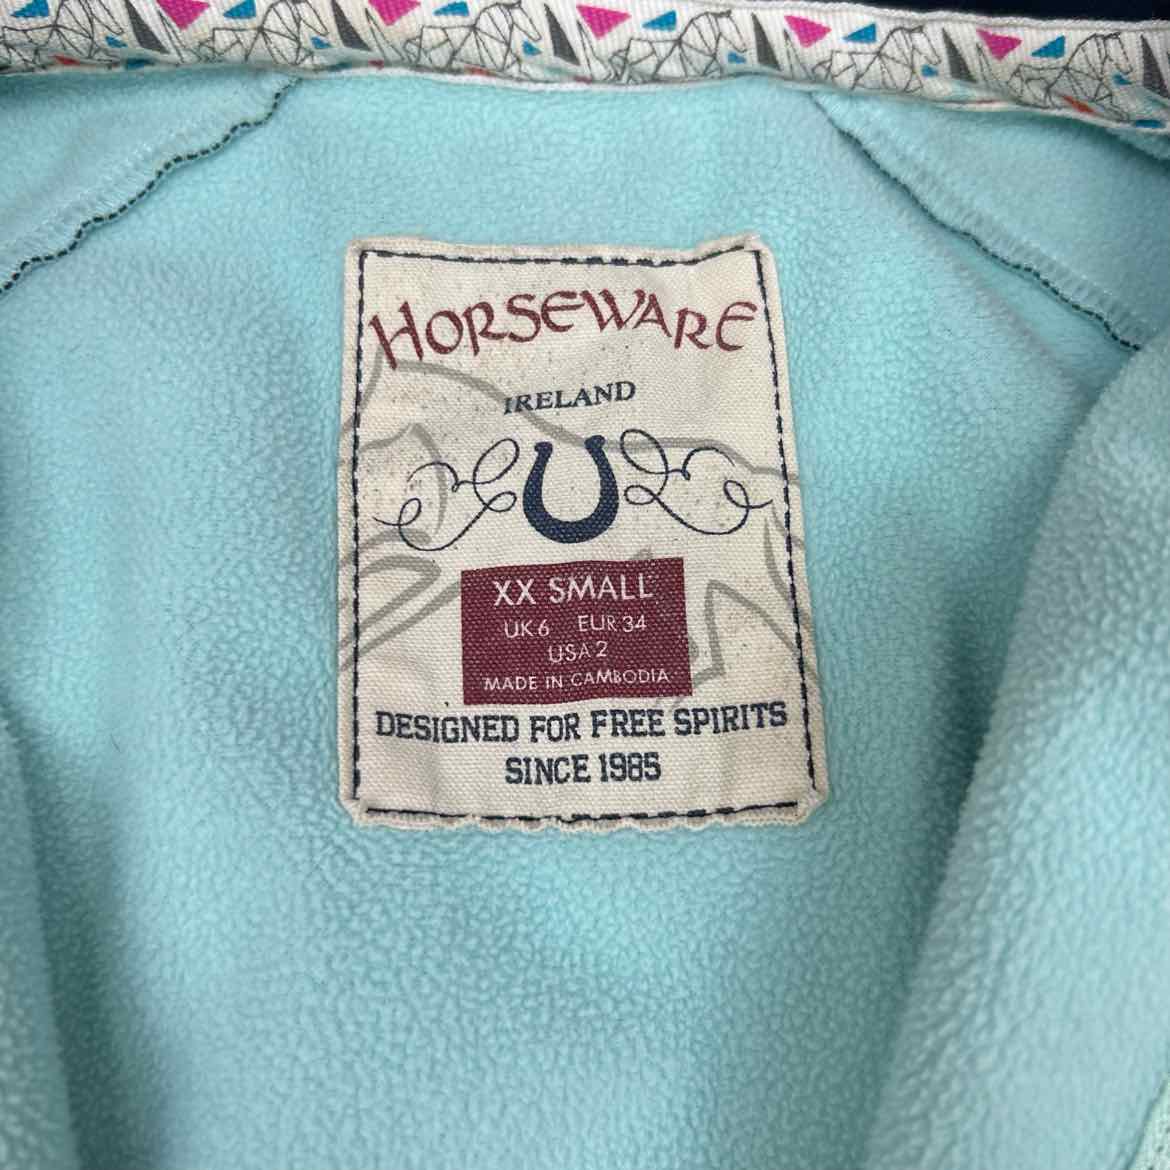 HORSEWARE
IRELAND
XX SMALL
UK 6 EUR 34
USA 2
MADE IN CAMBODIA
DESIGNED FOR FREE SPIRITS
SINCE 1985